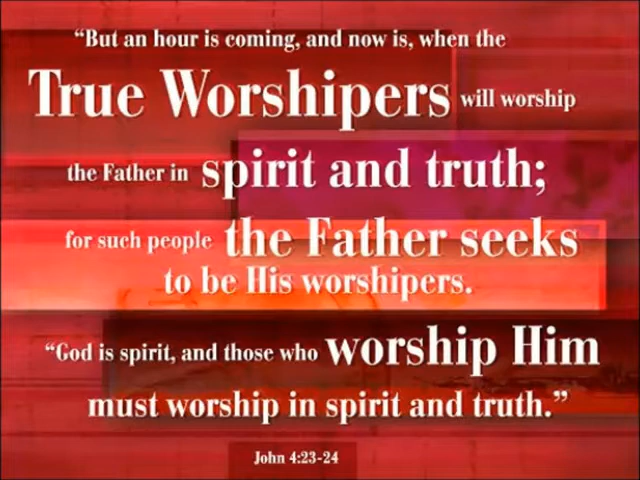 “But an hour is coming, and now is, when the
True Worshipers will worship
the Father in spirit and truth;
for such people the Father seeks
to be His worshipers.
“God is spirit, and those who worship Him
must worship in spirit and truth.”
John 4:23-24